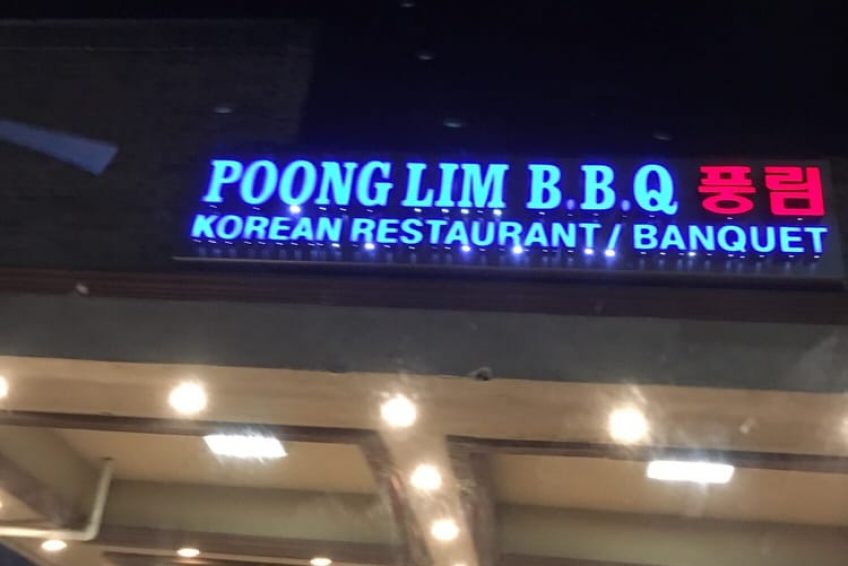 POONG LIM B.B.Q 풍림
KOREAN RESTAURANT / BANQUET